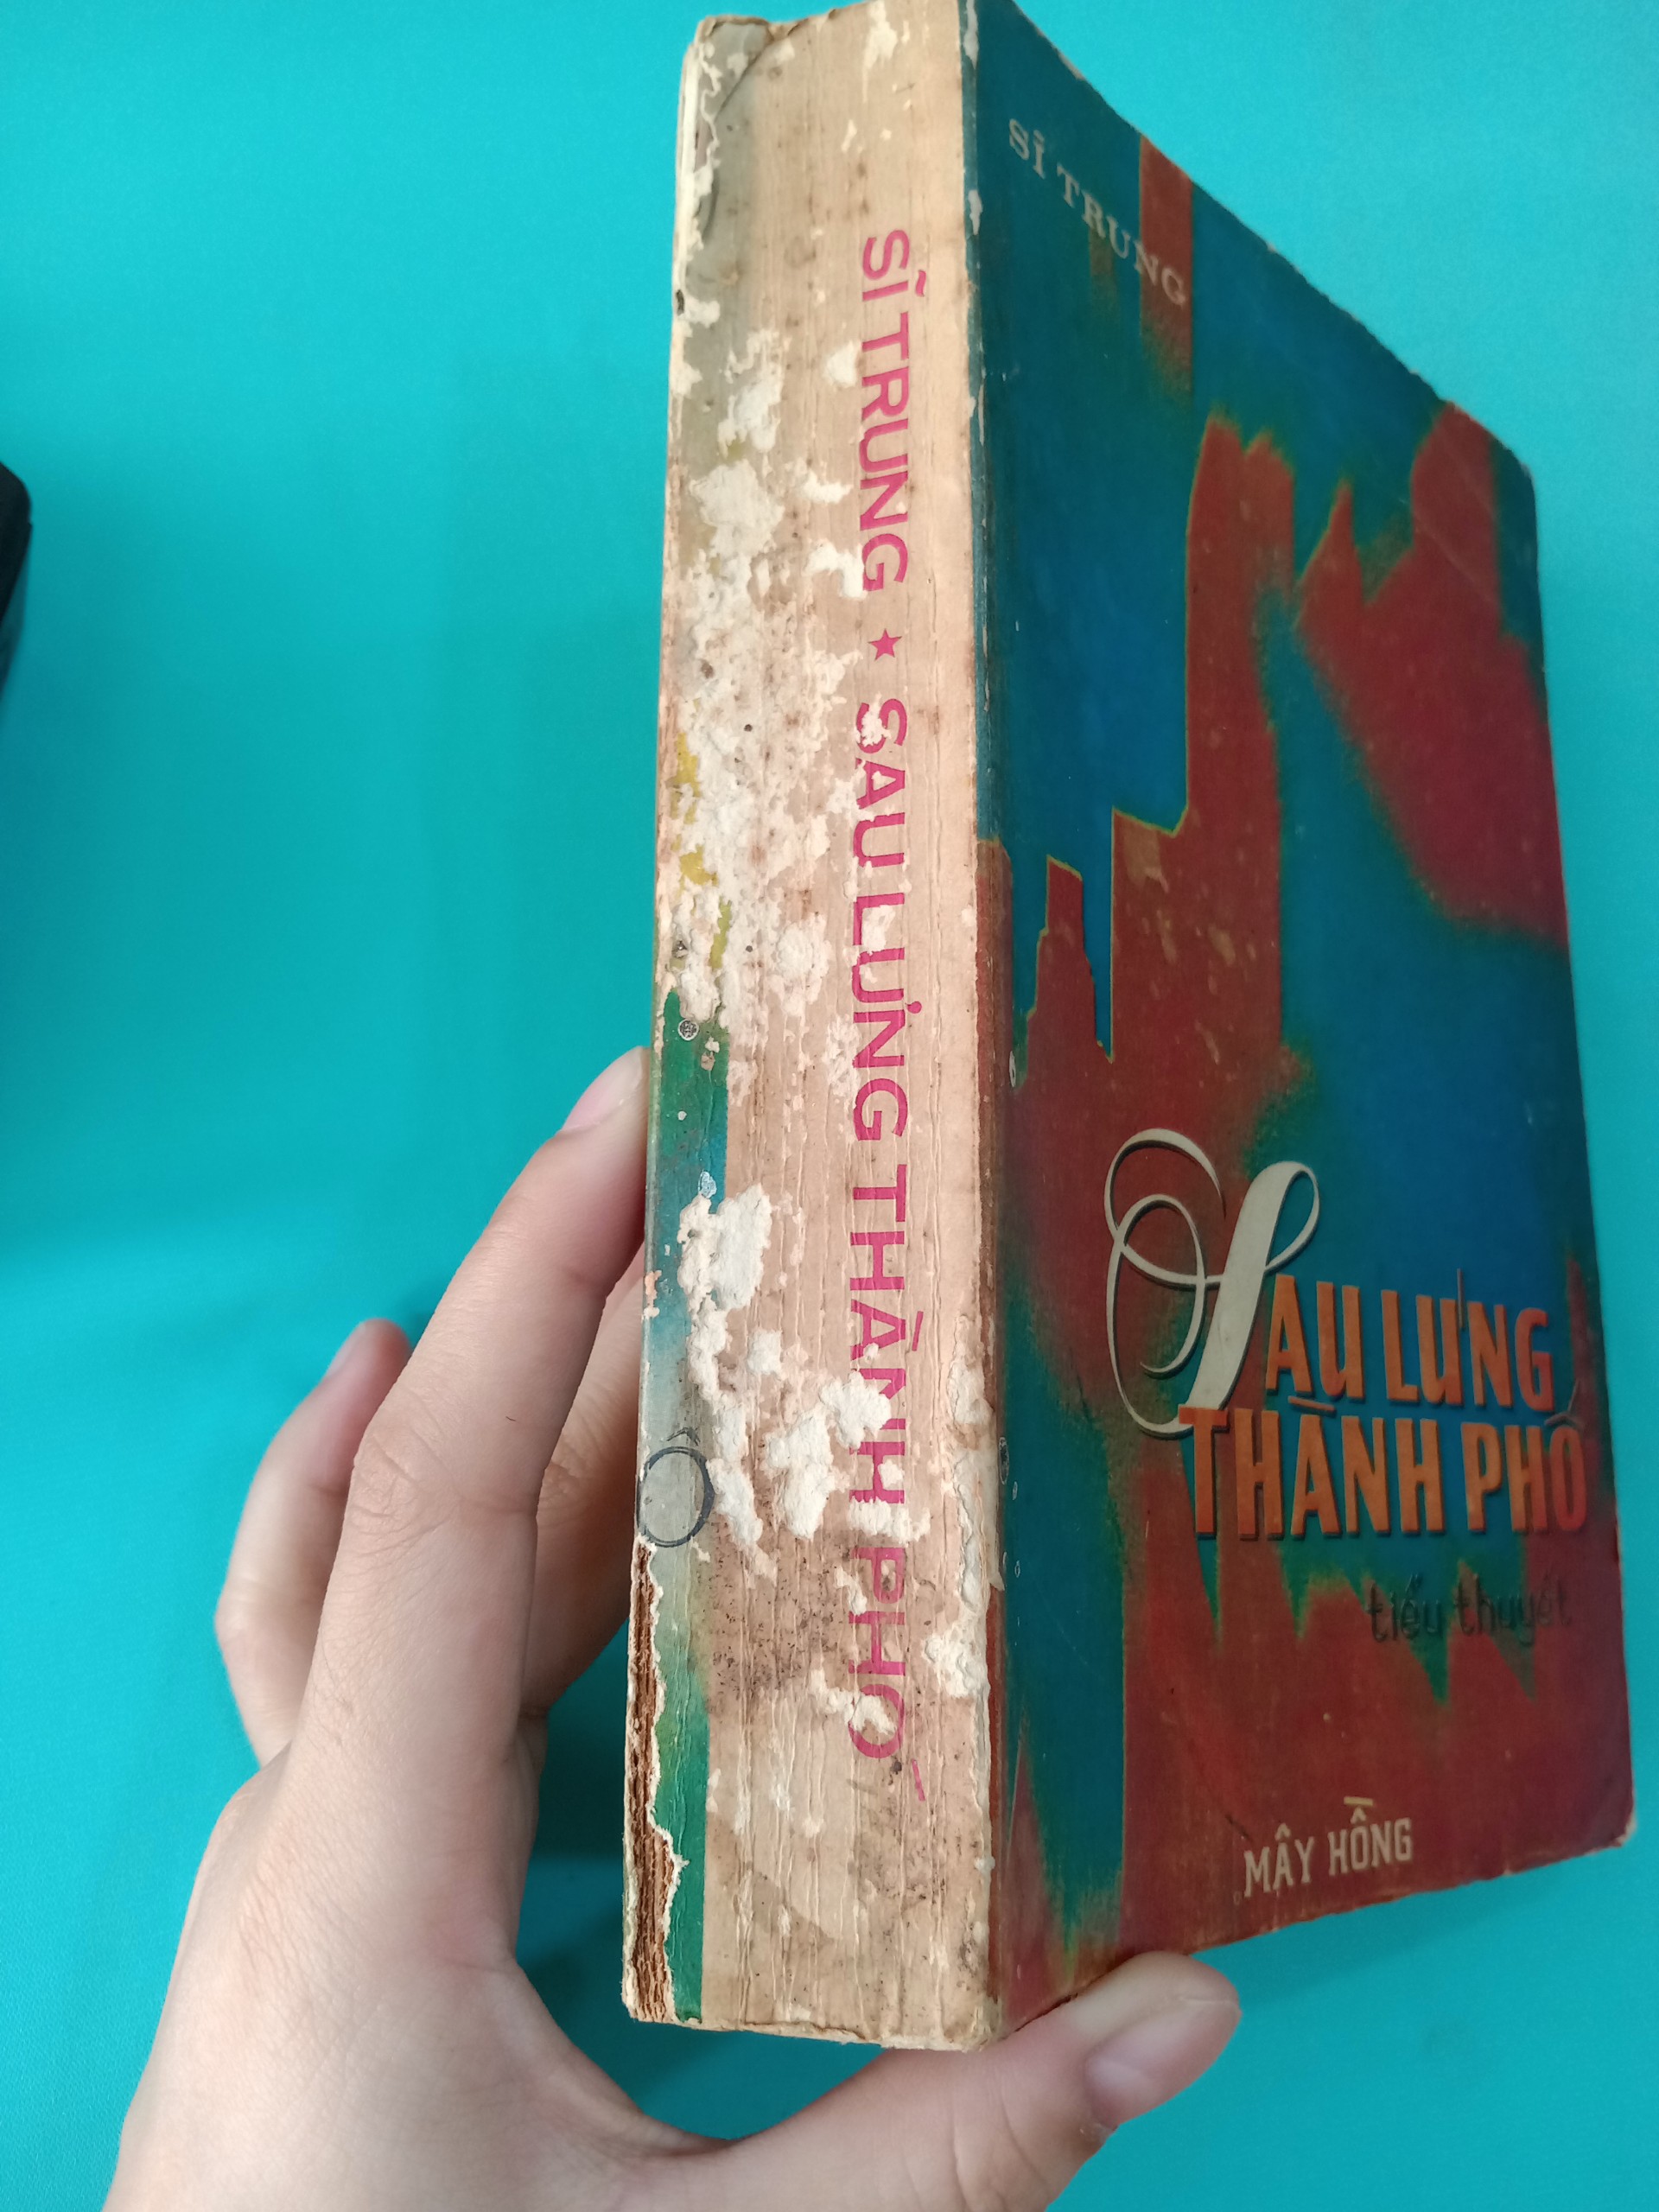 SĨ TRUNG ★ SAU LƯNG THÀNH PHỐ
SĨ TRUNG
SAU LƯNG
THÀNH PHỐ
tiểu thuyết
MÂY HỒNG